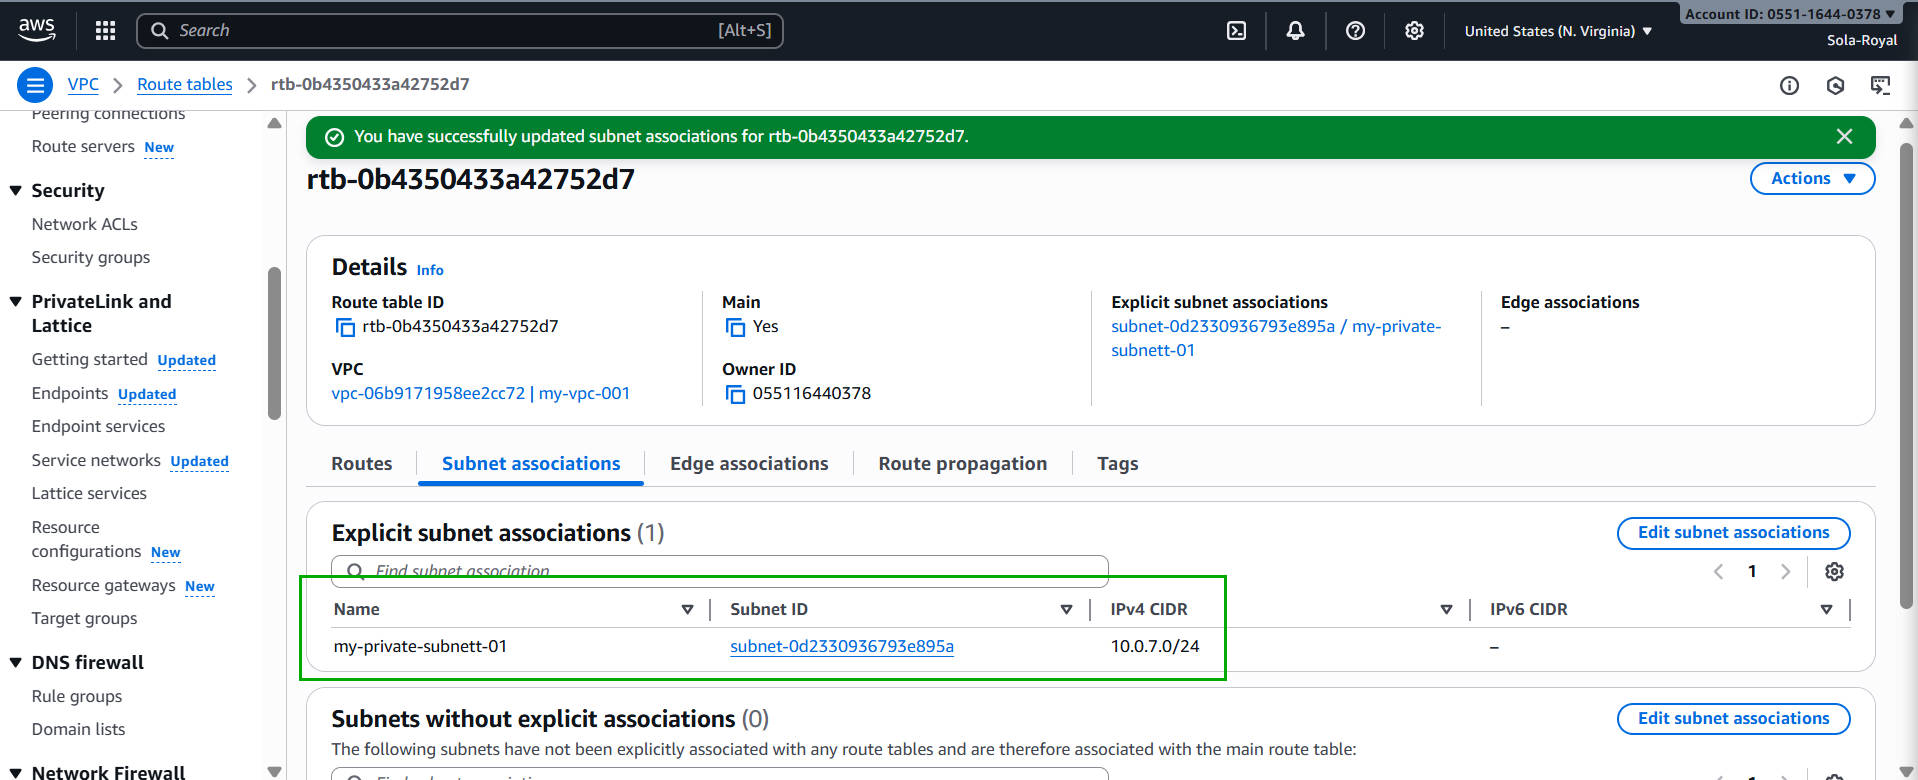 aws
Search [Alt+S]
United States (N. Virginia)
Account ID: 0551-1644-0378
Sola-Royal
VPC
Route tables
rtb-0b4350433a42752d7
Peering connections
Route servers New
Security
Network ACLs
Security groups
PrivateLink and
Lattice
Getting started Updated
Endpoints Updated
Endpoint services
Service networks Updated
Lattice services
Resource
configurations New
Resource gateways New
Target groups
DNS firewall
Rule groups
Domain lists
Network Firewall
You have successfully updated subnet associations for rtb-0b4350433a42752d7.
rtb-0b4350433a42752d7
Actions
Details Info
Route table ID
rtb-0b4350433a42752d7
Main
Yes
Explicit subnet associations
subnet-0d2330936793e895a / my-private-
subnett-01
Edge associations
–
VPC
vpc-06b9171958ee2cc72 | my-vpc-001
Owner ID
055116440378
Routes
Subnet associations
Edge associations
Route propagation
Tags
Explicit subnet associations (1)
Edit subnet associations
Find subnet association
1
Name Subnet ID IPv4 CIDR IPv6 CIDR
my-private-subnett-01 subnet-0d2330936793e895a 10.0.7.0/24 –
Subnets without explicit associations (0)
Edit subnet associations
The following subnets have not been explicitly associated with any route tables and are therefore associated with the main route table: